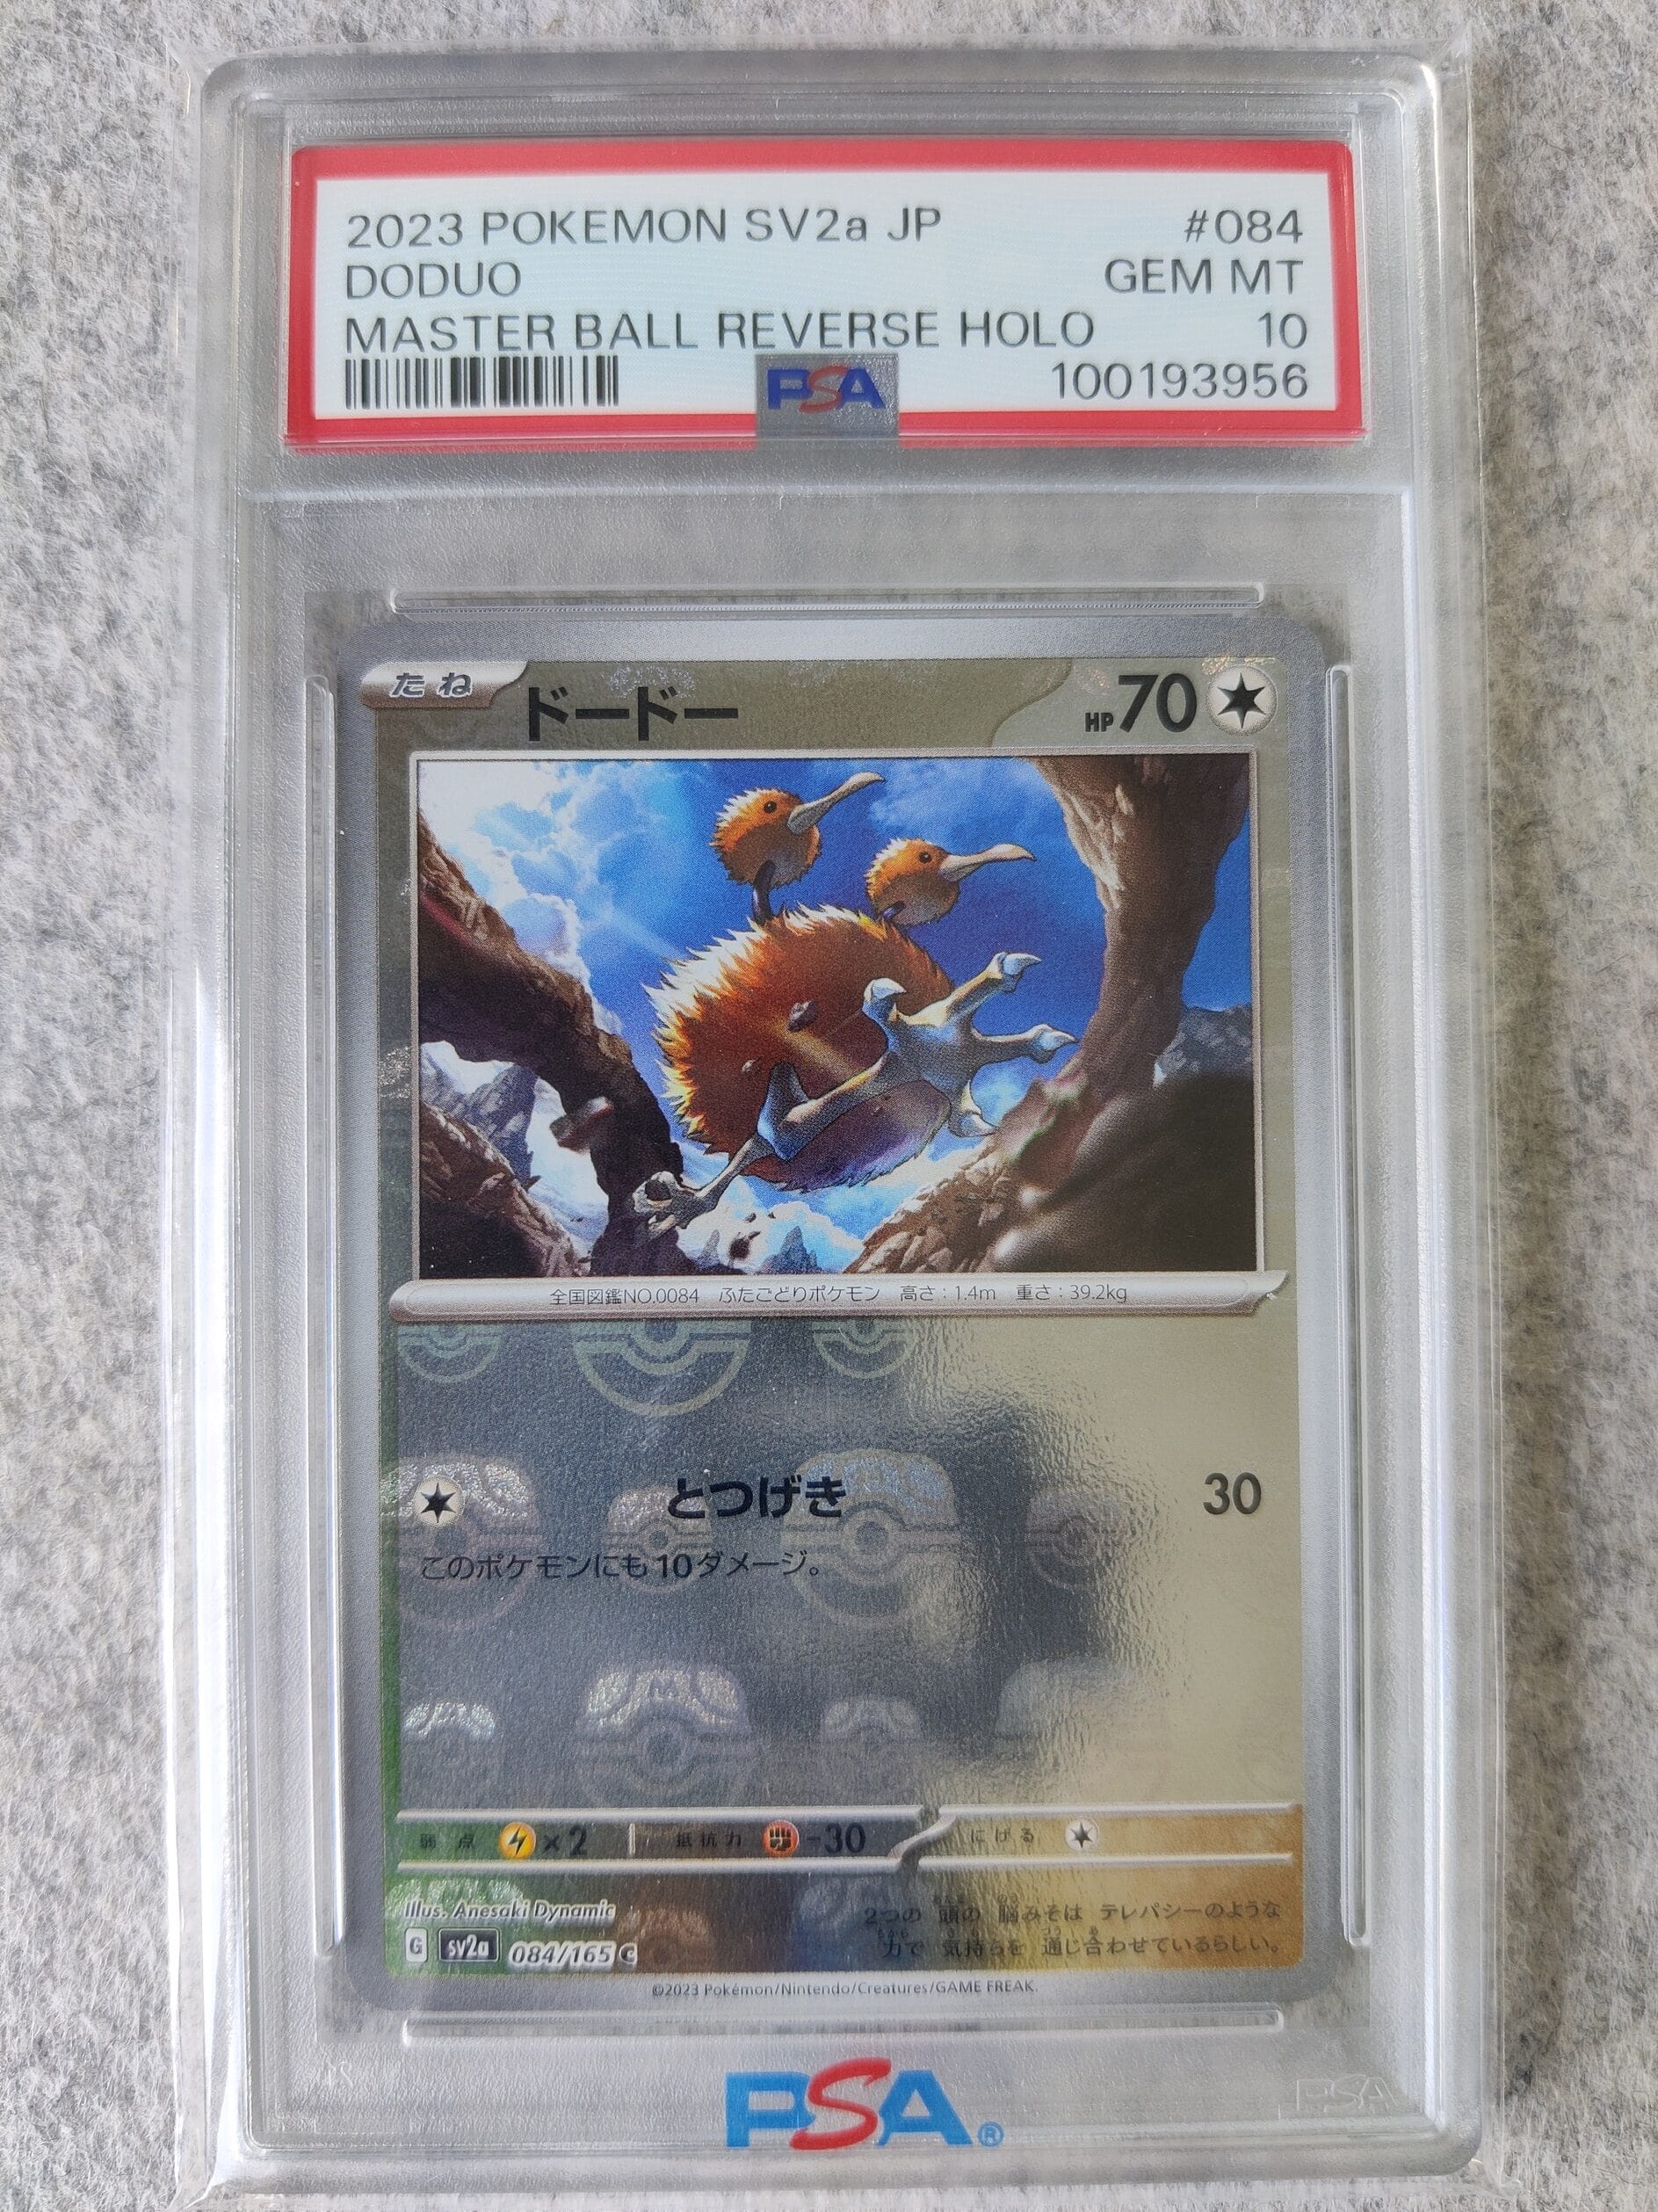 2023 POKEMON SV2a JP #084
DODUO GEM MT
MASTER BALL REVERSE HOLO 10
PSA 100193956
たね ドードー HP70
全国図鑑NO.0084 ふたごどりポケモン 高さ:1.4m 重さ:39.2kg
とつげき 30
このポケモンにも10ダメージ。
弱点 ×2 抵抗力 -30 にげる
Illus. Anesaki Dynamic
2つの頭の脳みそは テレパシーのような
力で 気持ちを 通じ合わせているらしい。
G sv2a 084/165 C
©2023 Pokémon/Nintendo/Creatures/GAME FREAK.
PSA®
PSA